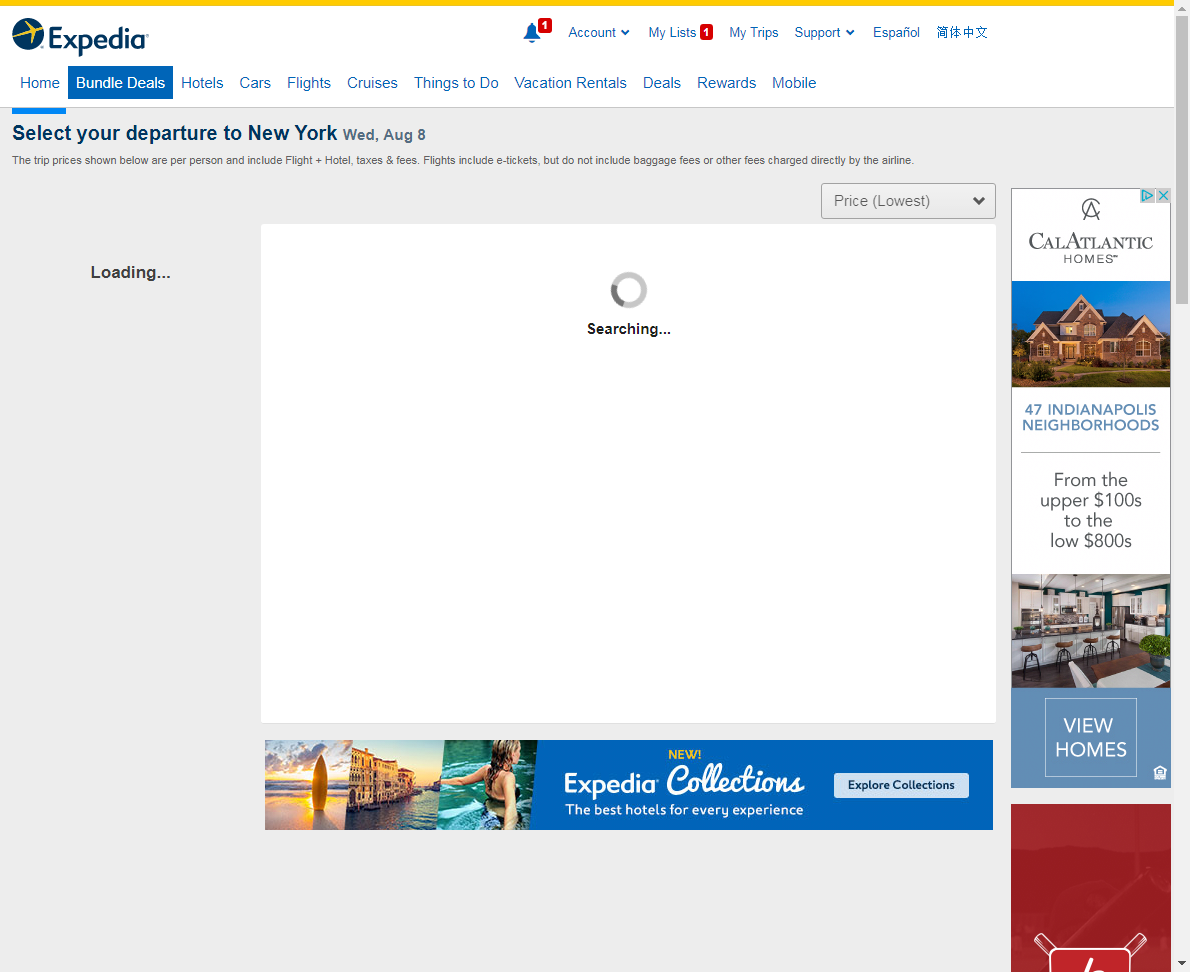 Expedia
1
Account
My Lists 1
My Trips
Support
Español
简体中文
Home
Bundle Deals
Hotels
Cars
Flights
Cruises
Things to Do
Vacation Rentals
Deals
Rewards
Mobile
Select your departure to New York Wed, Aug 8
The trip prices shown below are per person and include Flight + Hotel, taxes & fees. Flights include e-tickets, but do not include baggage fees or other fees charged directly by the airline.
Price (Lowest)
Loading...
Searching...
CALATLANTIC
HOMES
47 INDIANAPOLIS
NEIGHBORHOODS
From the
upper $100s
to the
low $800s
VIEW
HOMES
NEW!
Expedia Collections
The best hotels for every experience
Explore Collections